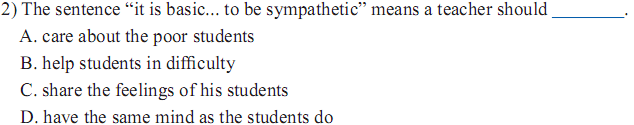 2) The sentence “it is basic... to be sympathetic” means a teacher should ________.
A. care about the poor students
B. help students in difficulty
C. share the feelings of his students
D. have the same mind as the students do